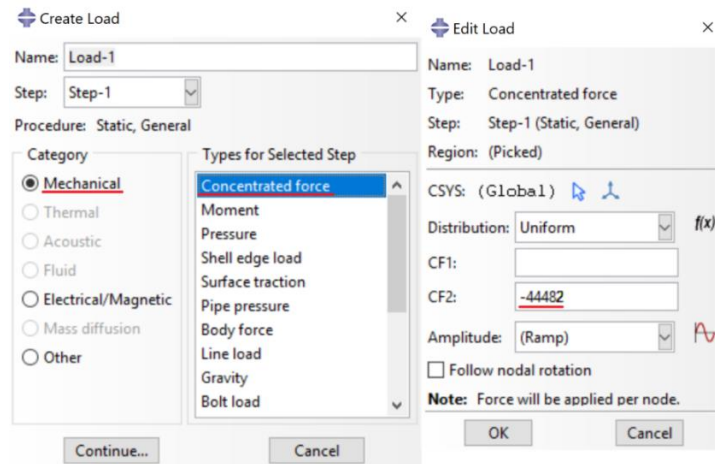 Create Load
Name: Load-1
Step: Step-1
Procedure: Static, General
Category
Mechanical
Thermal
Acoustic
Fluid
Electrical/Magnetic
Mass diffusion
Other
Types for Selected Step
Concentrated force
Moment
Pressure
Shell edge load
Surface traction
Pipe pressure
Body force
Line load
Gravity
Bolt load
Continue...
Cancel
Edit Load
Name: Load-1
Type: Concentrated force
Step: Step-1 (Static, General)
Region: (Picked)
CSYS: (Global)
Distribution: Uniform f(x)
CF1:
CF2: -44482
Amplitude: (Ramp)
Follow nodal rotation
Note: Force will be applied per node.
OK
Cancel